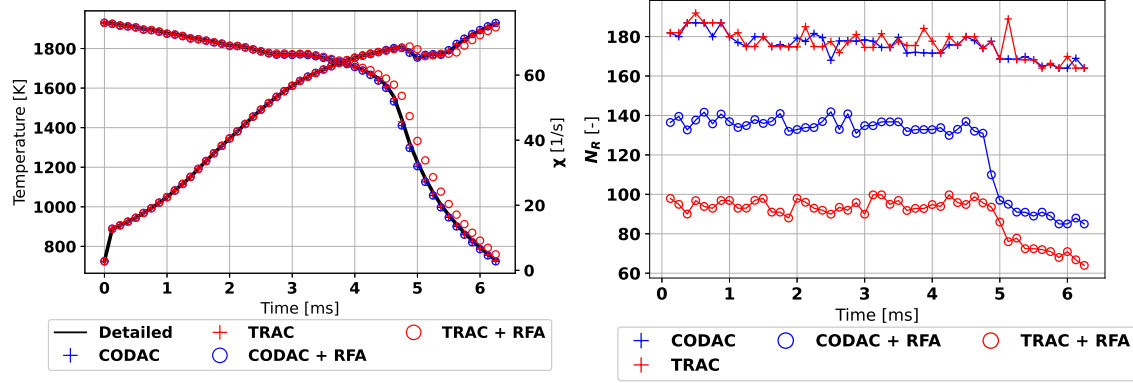 1800
1600
1400
1200
1000
800
Temperature [K]
60
40
20
0
χ [1/s]
0 1 2 3 4 5 6
Time [ms]
Detailed
CODAC
TRAC
CODAC + RFA
TRAC + RFA
180
160
140
120
100
80
60
N_R [-]
0 1 2 3 4 5 6
Time [ms]
CODAC
TRAC
CODAC + RFA
TRAC + RFA